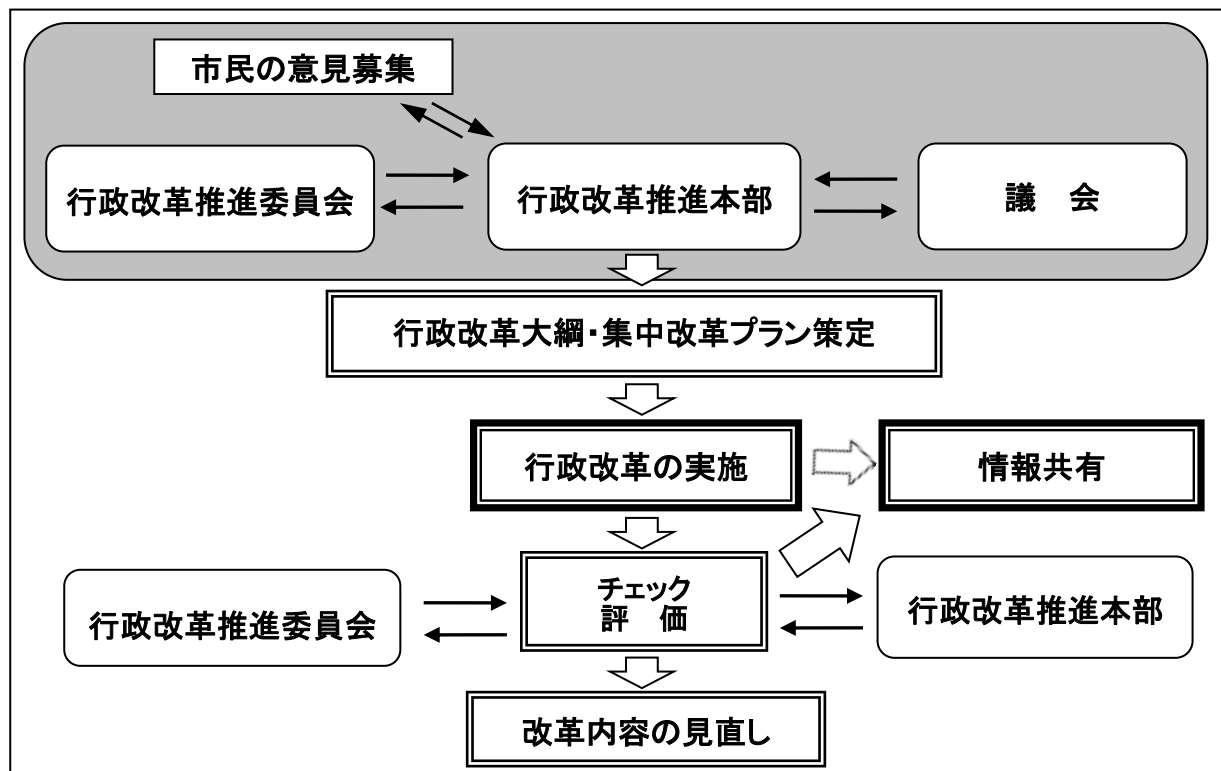 市民の意見募集
行政改革推進委員会
行政改革推進本部
議　会
行政改革大綱・集中改革プラン策定
行政改革の実施
情報共有
チェック
評　価
行政改革推進委員会
行政改革推進本部
改革内容の見直し